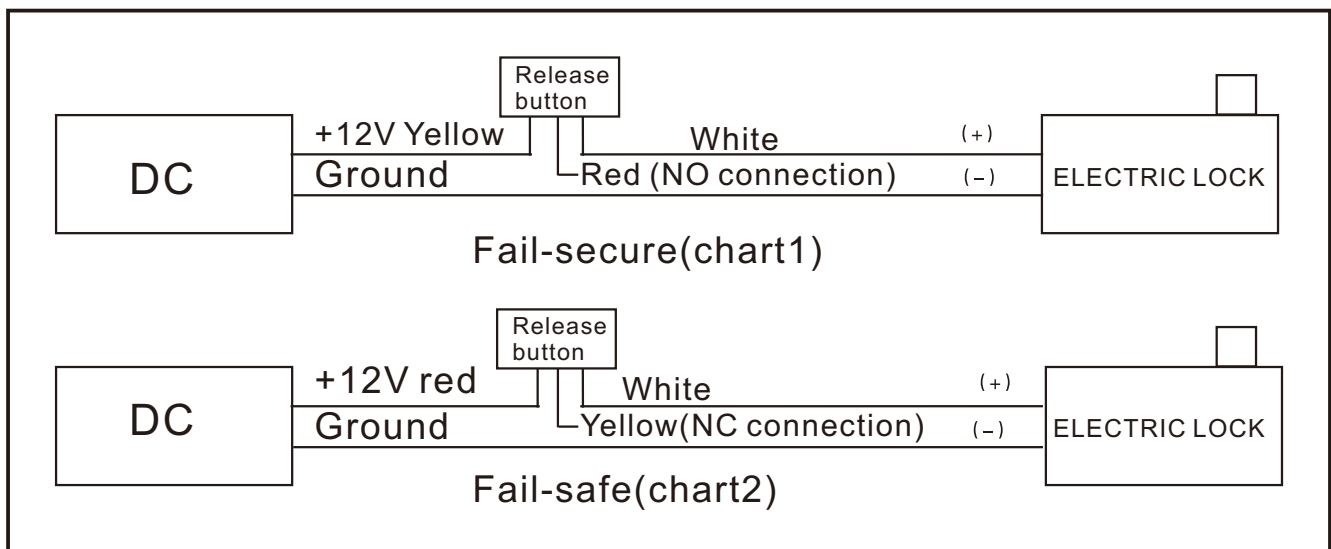 Release
button
DC
+12V Yellow
White
(+)
Ground
Red (NO connection)
(-)
ELECTRIC LOCK
Fail-secure(chart1)
Release
button
DC
+12V red
White
(+)
Ground
Yellow(NC connection)
(-)
ELECTRIC LOCK
Fail-safe(chart2)